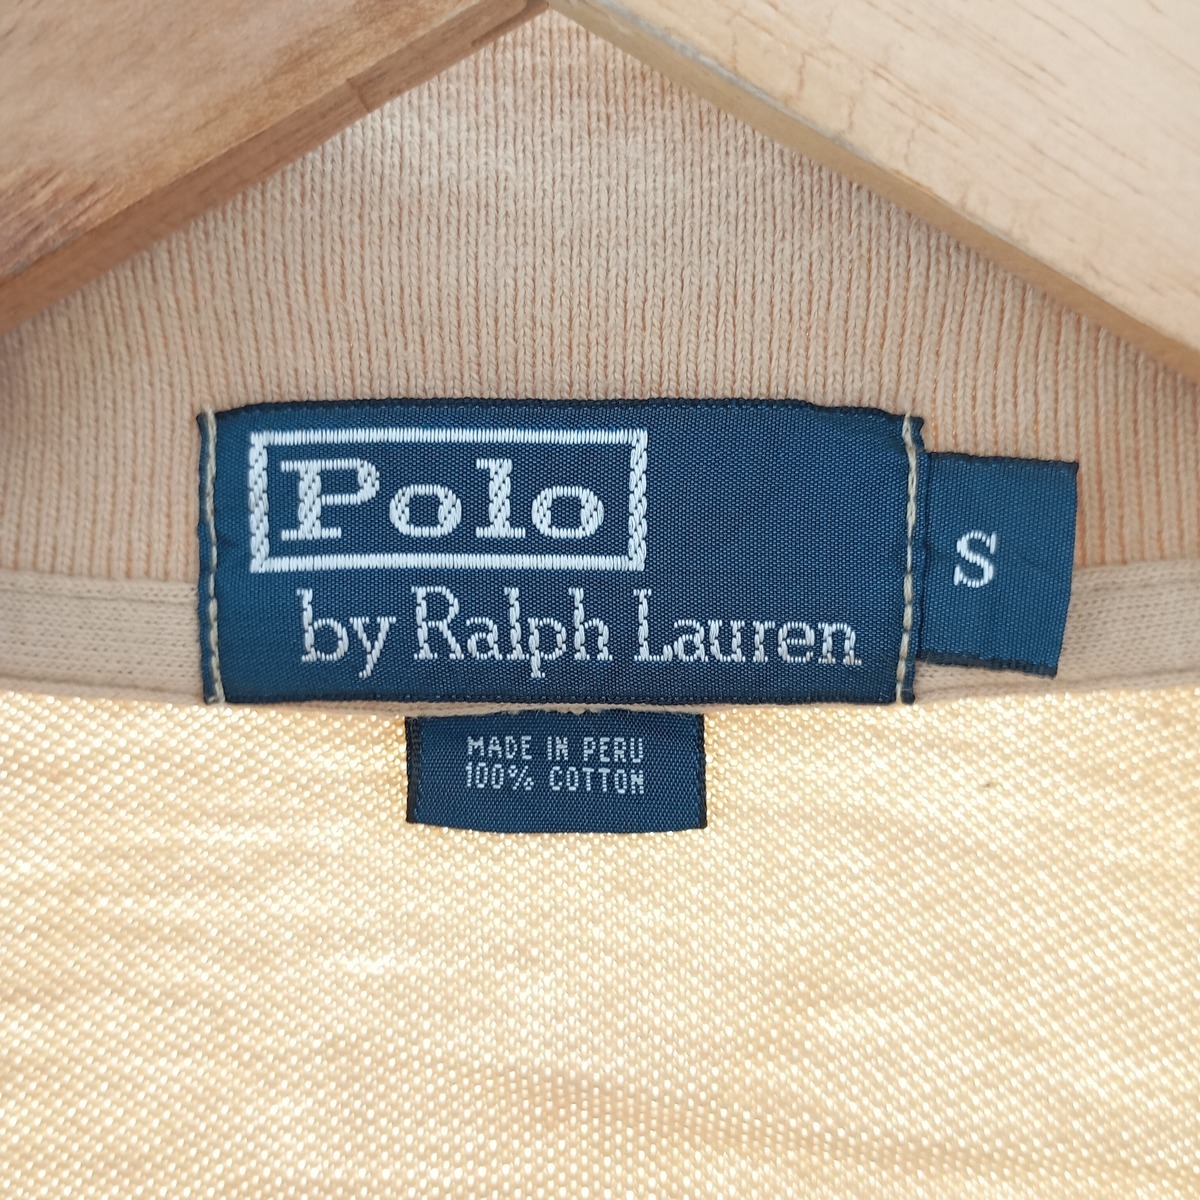 Polo
by Ralph Lauren
S
MADE IN PERU
100% COTTON